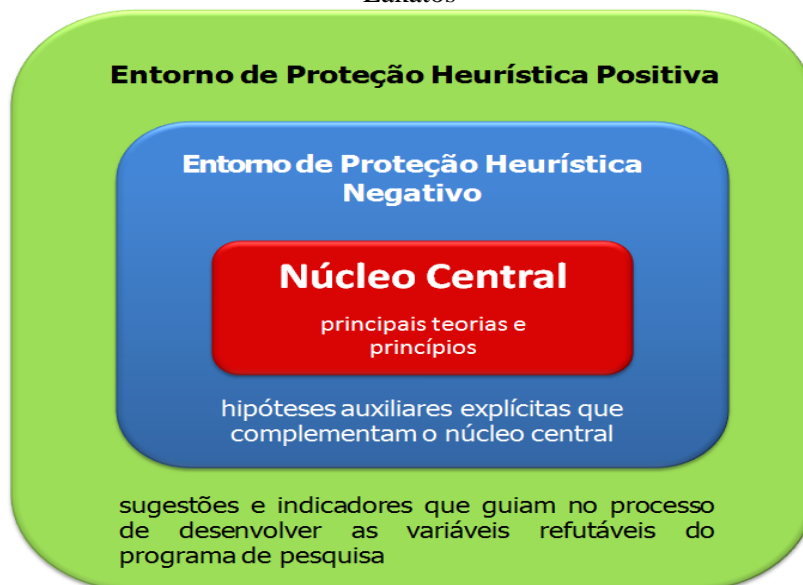 Entorno de Proteção Heurística Positiva
Entorno de Proteção Heurística
Negativo
Núcleo Central
principais teorias e
princípios
hipóteses auxiliares explícitas que
complementam o núcleo central
sugestões e indicadores que guiam no processo
de desenvolver as variáveis refutáveis do
programa de pesquisa